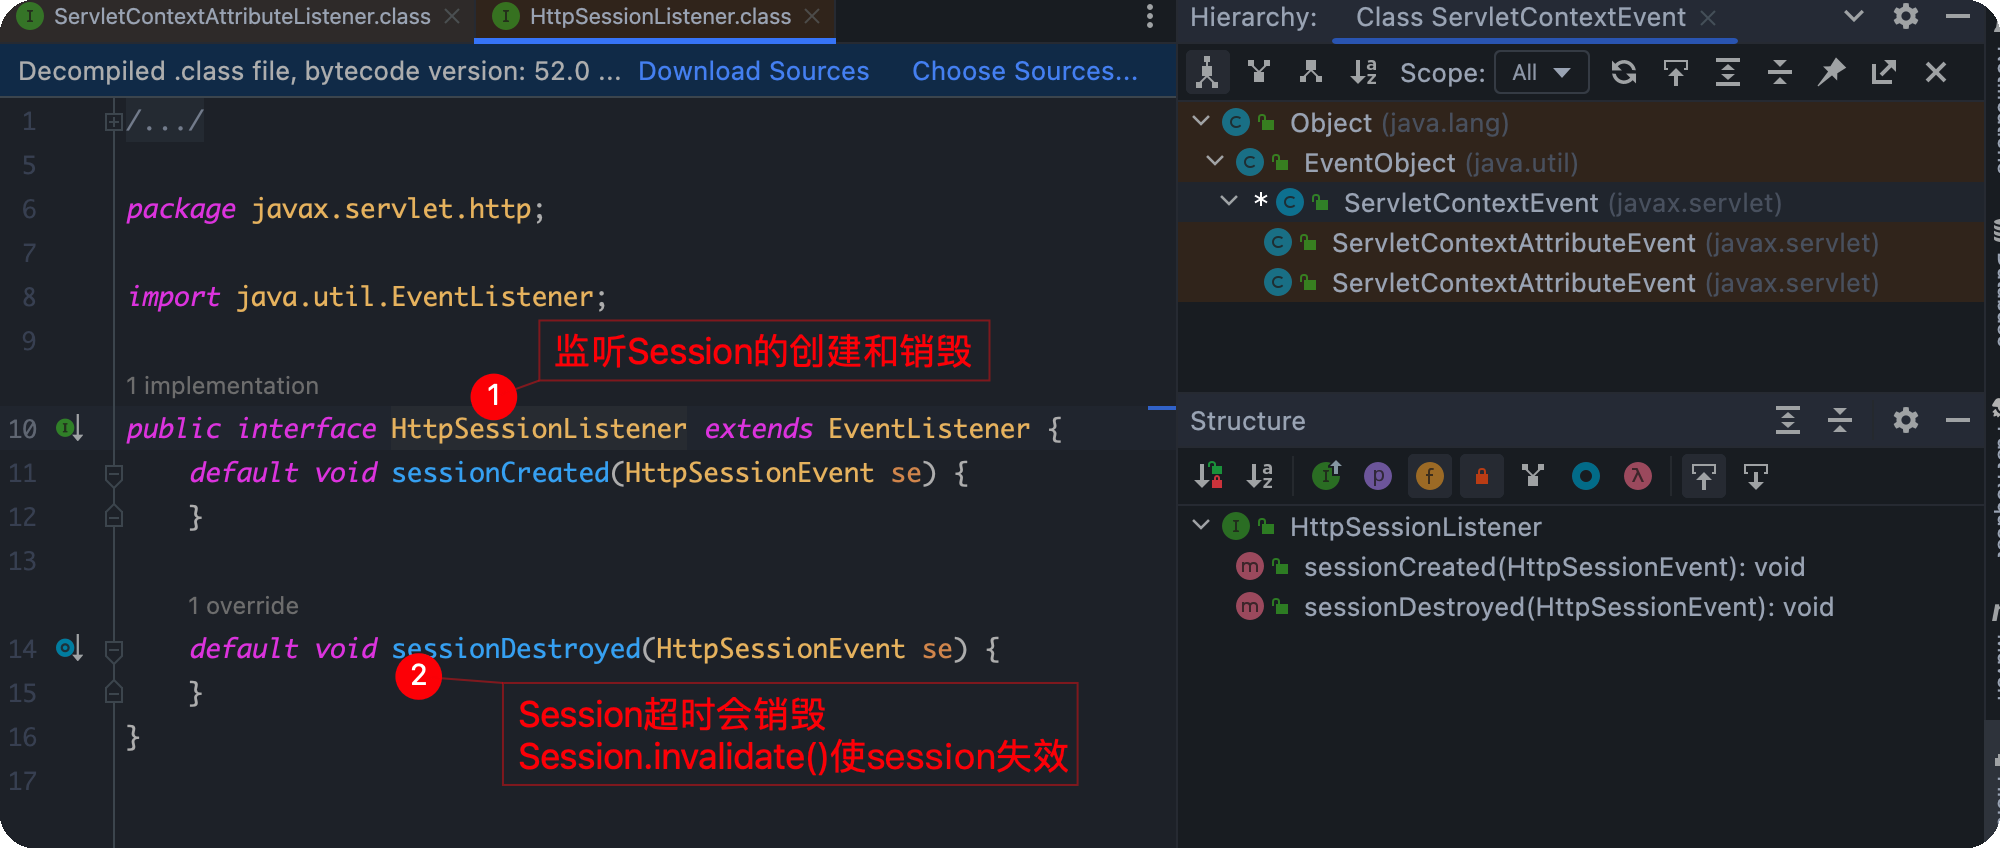 ServletContextAttributeListener.class
HttpSessionListener.class
Hierarchy:
Class ServletContextEvent
Decompiled .class file, bytecode version: 52.0 ...
Download Sources
Choose Sources...
Scope:
All
1 /.../
5
6 package javax.servlet.http;
7
8 import java.util.EventListener;
9
监听Session的创建和销毁
1 implementation
1
10 public interface HttpSessionListener extends EventListener {
11 default void sessionCreated(HttpSessionEvent se) {
12 }
13
1 override
14 default void sessionDestroyed(HttpSessionEvent se) {
2
15 }
Session超时会销毁
Session.invalidate()使session失效
16 }
17
Object (java.lang)
EventObject (java.util)
* ServletContextEvent (javax.servlet)
ServletContextAttributeEvent (javax.servlet)
ServletContextAttributeEvent (javax.servlet)
Structure
HttpSessionListener
sessionCreated(HttpSessionEvent): void
sessionDestroyed(HttpSessionEvent): void